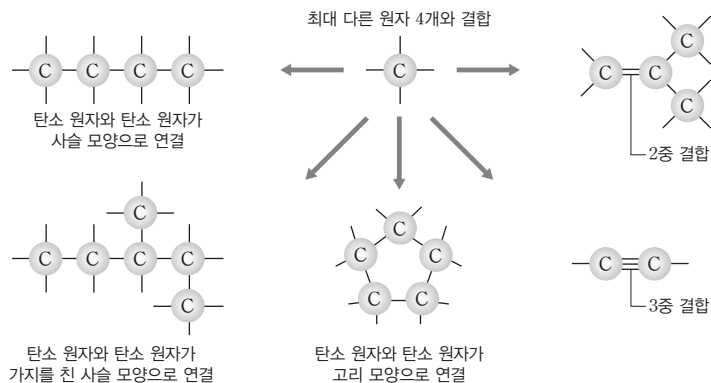 최대 다른 원자 4개와 결합
C C C C
C
C C
C
C
탄소 원자와 탄소 원자가
사슬 모양으로 연결
2중 결합
C
C C C C
C
탄소 원자와 탄소 원자가
가지를 친 사슬 모양으로 연결
C
C C
C C
탄소 원자와 탄소 원자가
고리 모양으로 연결
C C
3중 결합